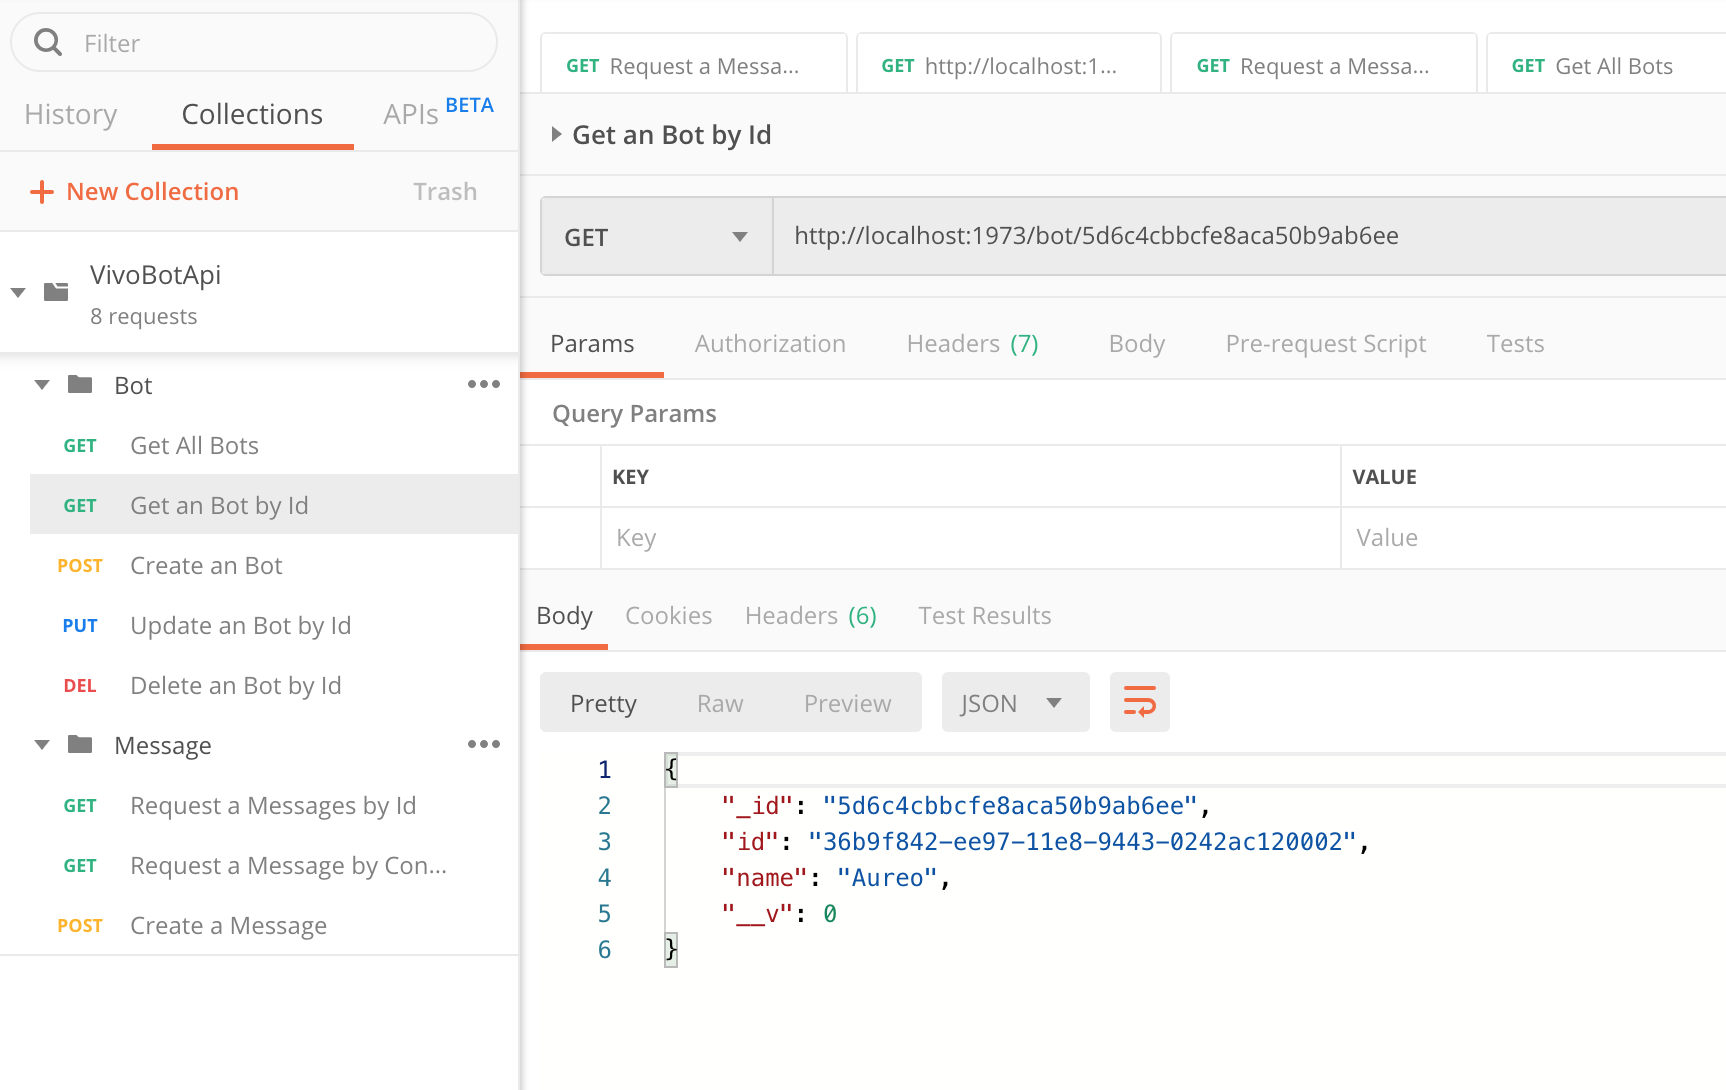 Filter
History
Collections
APIs BETA
+ New Collection
Trash
VivoBotApi
8 requests
Bot
GET Get All Bots
GET Get an Bot by Id
POST Create an Bot
PUT Update an Bot by Id
DEL Delete an Bot by Id
Message
GET Request a Messages by Id
GET Request a Message by Con...
POST Create a Message
GET Request a Messa...
GET http://localhost:1...
GET Request a Messa...
GET Get All Bots
Get an Bot by Id
GET
http://localhost:1973/bot/5d6c4cbbcfe8aca50b9ab6ee
Params
Authorization
Headers (7)
Body
Pre-request Script
Tests
Query Params
KEY
VALUE
Key
Value
Body
Cookies
Headers (6)
Test Results
Pretty
Raw
Preview
JSON
1 {
2 "_id": "5d6c4cbbcfe8aca50b9ab6ee",
3 "id": "36b9f842-ee97-11e8-9443-0242ac120002",
4 "name": "Aureo",
5 "__v": 0
6 }